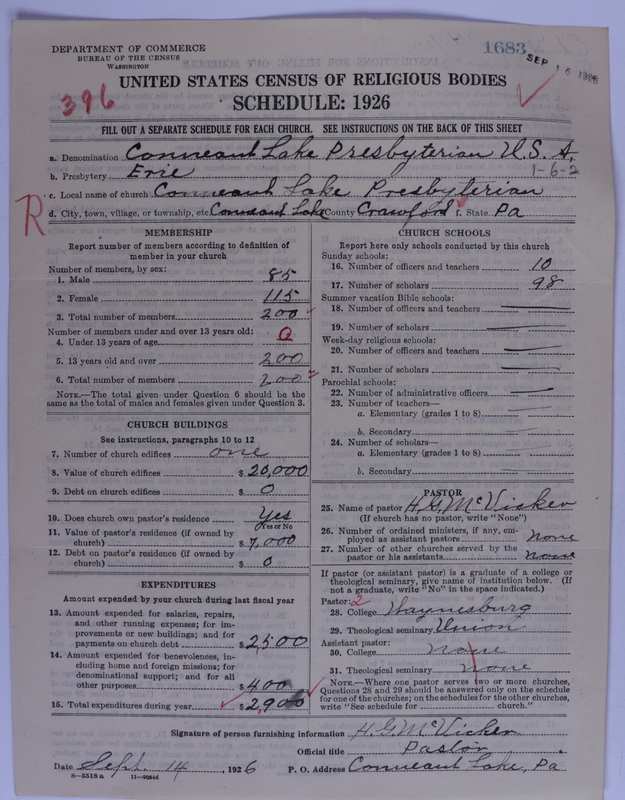 DEPARTMENT OF COMMERCE
BUREAU OF THE CENSUS
WASHINGTON
1683
SEP 16 1926
UNITED STATES CENSUS OF RELIGIOUS BODIES
396
SCHEDULE: 1926
FILL OUT A SEPARATE SCHEDULE FOR EACH CHURCH. SEE INSTRUCTIONS ON THE BACK OF THIS SHEET
a. Denomination Conneaut Lake Presbyterian U.S.A.
b. Presbytery Erie 1-6-2
c. Local name of church Conneaut Lake Presbyterian
R d. City, town, village, or township, etc Conneaut Lake County Crawford f. State Pa
MEMBERSHIP
Report number of members according to definition of
member in your church
Number of members, by sex:
1. Male 85
2. Female 115
3. Total number of members 200
Number of members under and over 13 years old:
4. Under 13 years of age 0
5. 13 years old and over 200
6. Total number of members 200
NOTE.—The total given under Question 6 should be the
same as the total of males and females given under Question 3.
CHURCH BUILDINGS
See instructions, paragraphs 10 to 12
7. Number of church edifices one
8. Value of church edifices $ 20,000
9. Debt on church edifices $ 0
10. Does church own pastor's residence Yes
Yes or No
11. Value of pastor's residence (if owned by
church) $ 7,000
12. Debt on pastor's residence (if owned by
church) $ 0
EXPENDITURES
Amount expended by your church during last fiscal year
13. Amount expended for salaries, repairs,
and other running expenses; for im-
provements or new buildings; and for
payments on church debt $ 2500
14. Amount expended for benevolences, in-
cluding home and foreign missions; for
denominational support; and for all
other purposes $ 400
15. Total expenditures during year $ 2,900
CHURCH SCHOOLS
Report here only schools conducted by this church
Sunday schools:
16. Number of officers and teachers 10
17. Number of scholars 98
Summer vacation Bible schools:
18. Number of officers and teachers
19. Number of scholars
Week-day religious schools:
20. Number of officers and teachers
21. Number of scholars
Parochial schools:
22. Number of administrative officers
23. Number of teachers—
a. Elementary (grades 1 to 8)
b. Secondary
24. Number of scholars—
a. Elementary (grades 1 to 8)
b. Secondary
PASTOR
25. Name of pastor H.G. McVicker
(If church has no pastor, write "None")
26. Number of ordained ministers, if any, em-
ployed as assistant pastors none
27. Number of other churches served by the
pastor or his assistants none
If pastor (or assistant pastor) is a graduate of a college or
theological seminary, give name of institution below. (If
not a graduate, write "No" in the space indicated.)
Pastor: 2
28. College Waynesburg
29. Theological seminary Union
Assistant pastor:
30. College None
31. Theological seminary None
NOTE.—Where one pastor serves two or more churches,
Questions 28 and 29 should be answered only on the schedule
for one of the churches; on the schedules for the other churches,
write "See schedule for church."
Signature of person furnishing information H.G. McVicker
Official title Pastor.
Date Sept. 14, 1926 P. O. Address Conneaut Lake, Pa
8—5518 a 11—9054d